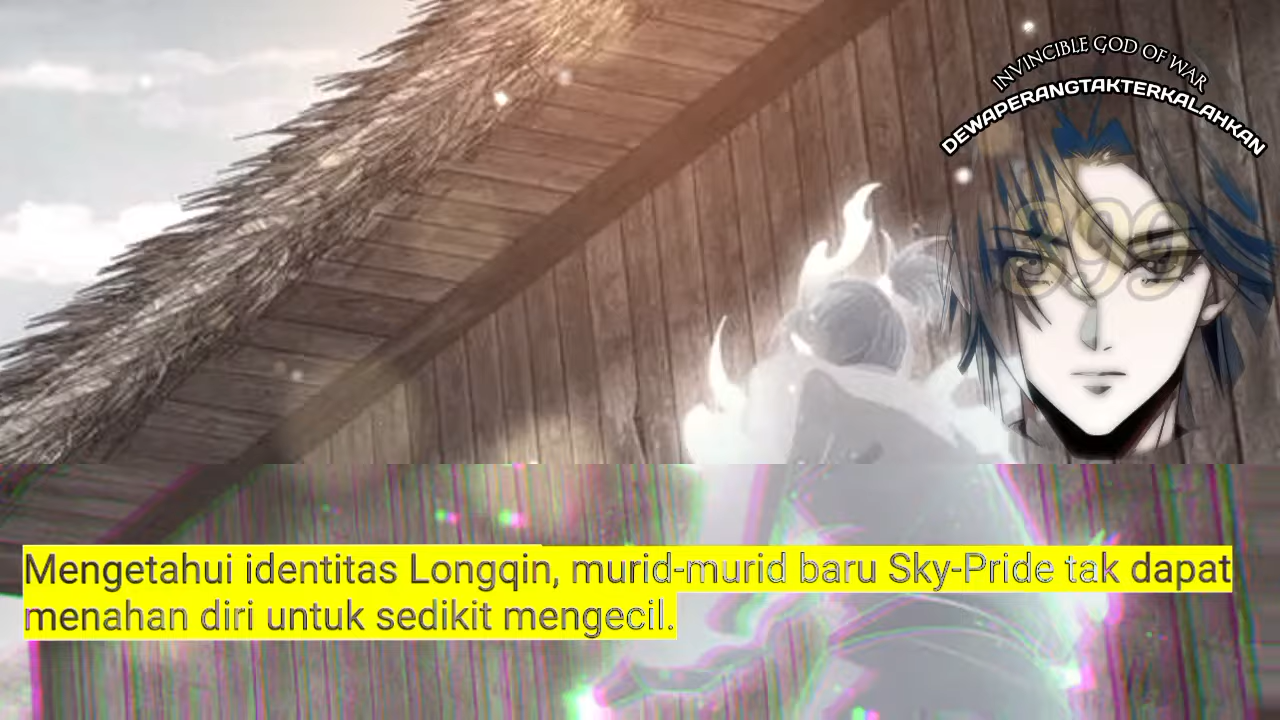 INVINCIBLE GOD OF WAR
DEWAPERANGTAKTERKALAHKAN
399
Mengetahui identitas Longqin, murid-murid baru Sky-Pride tak dapat
menahan diri untuk sedikit mengecil.